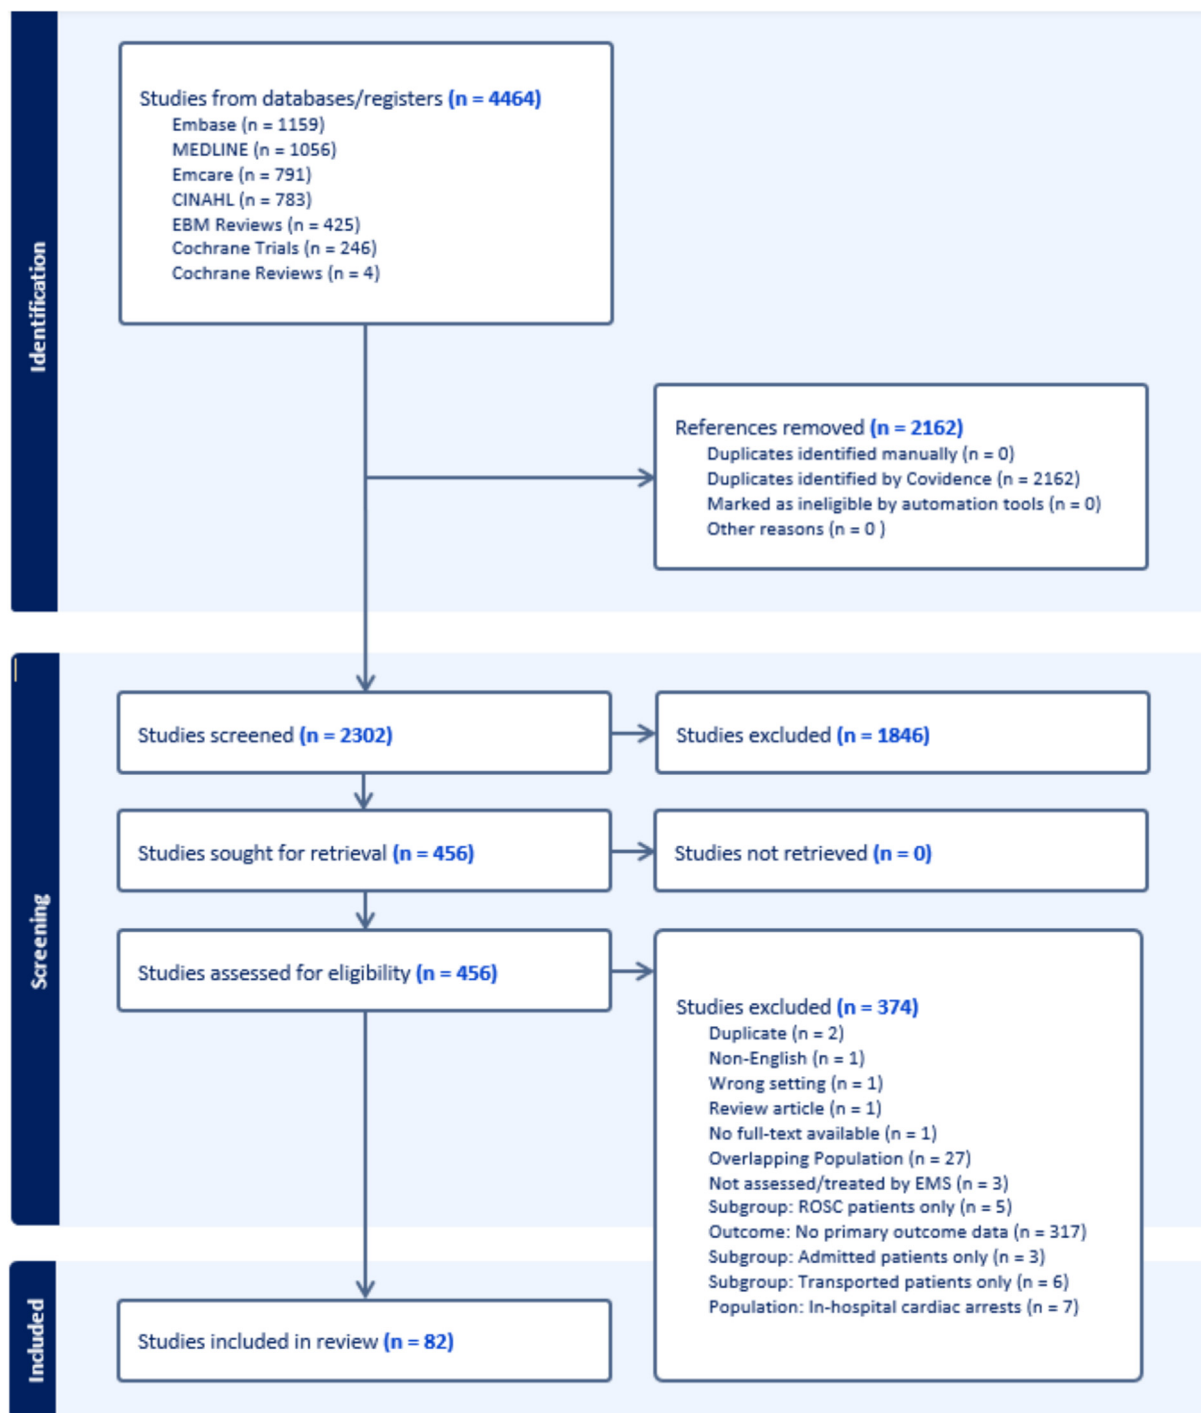 Identification
Studies from databases/registers (n = 4464)
Embase (n = 1159)
MEDLINE (n = 1056)
Emcare (n = 791)
CINAHL (n = 783)
EBM Reviews (n = 425)
Cochrane Trials (n = 246)
Cochrane Reviews (n = 4)
References removed (n = 2162)
Duplicates identified manually (n = 0)
Duplicates identified by Covidence (n = 2162)
Marked as ineligible by automation tools (n = 0)
Other reasons (n = 0 )
Screening
Studies screened (n = 2302)
Studies excluded (n = 1846)
Studies sought for retrieval (n = 456)
Studies not retrieved (n = 0)
Studies assessed for eligibility (n = 456)
Studies excluded (n = 374)
Duplicate (n = 2)
Non-English (n = 1)
Wrong setting (n = 1)
Review article (n = 1)
No full-text available (n = 1)
Overlapping Population (n = 27)
Not assessed/treated by EMS (n = 3)
Subgroup: ROSC patients only (n = 5)
Outcome: No primary outcome data (n = 317)
Subgroup: Admitted patients only (n = 3)
Subgroup: Transported patients only (n = 6)
Population: In-hospital cardiac arrests (n = 7)
Included
Studies included in review (n = 82)